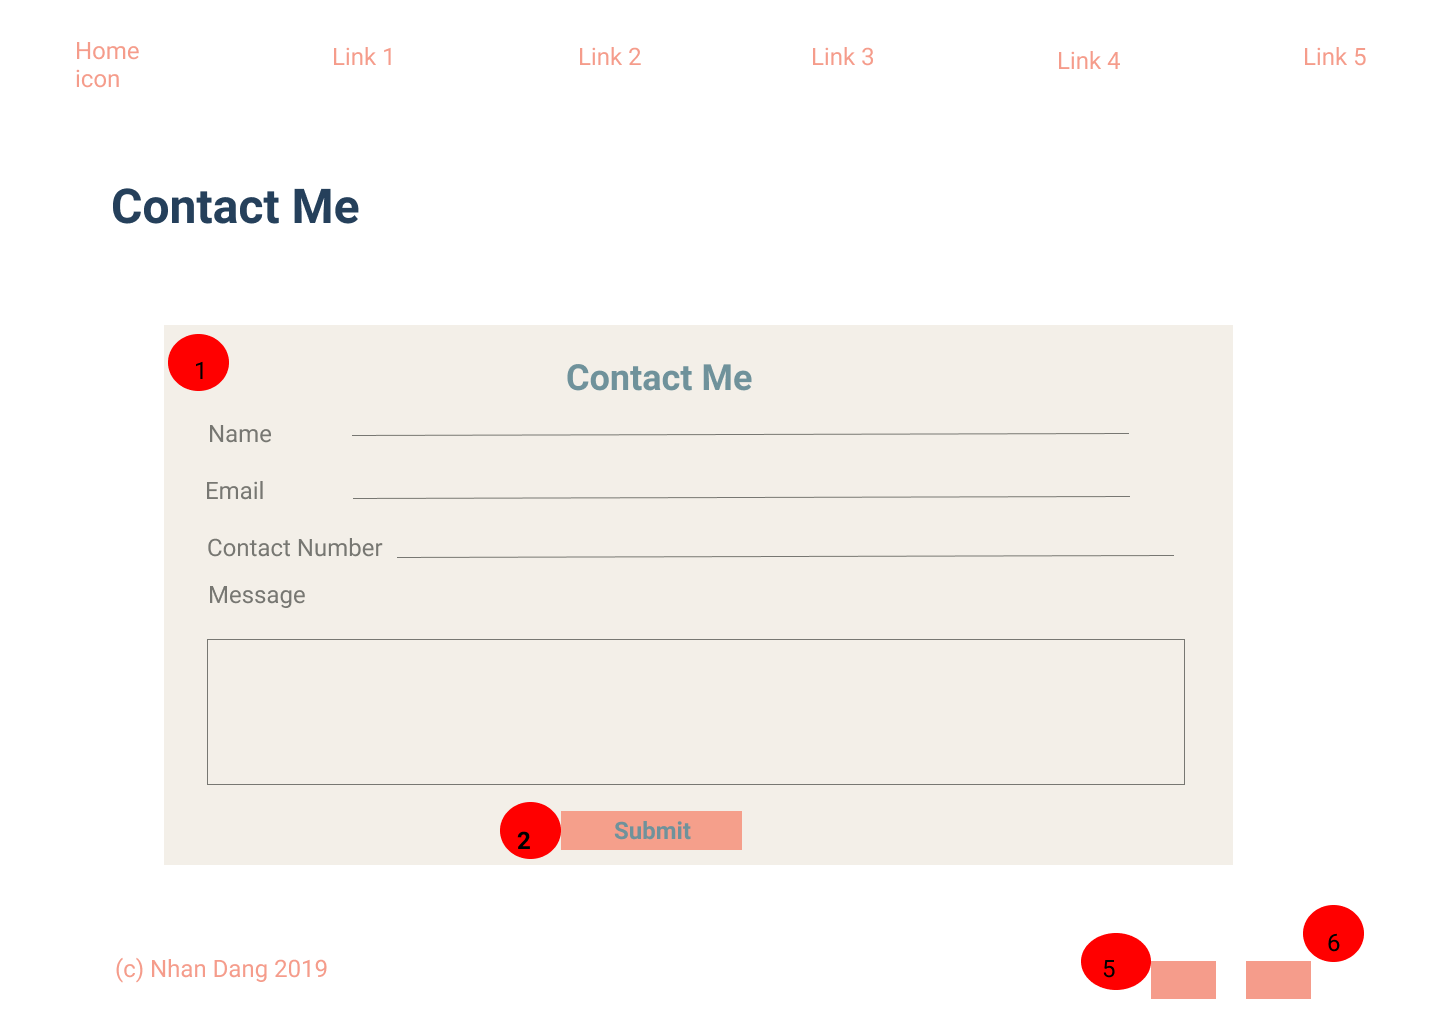 Home
icon
Link 1
Link 2
Link 3
Link 4
Link 5
Contact Me
1
Contact Me
Name
Email
Contact Number
Message
2
Submit
6
(c) Nhan Dang 2019
5